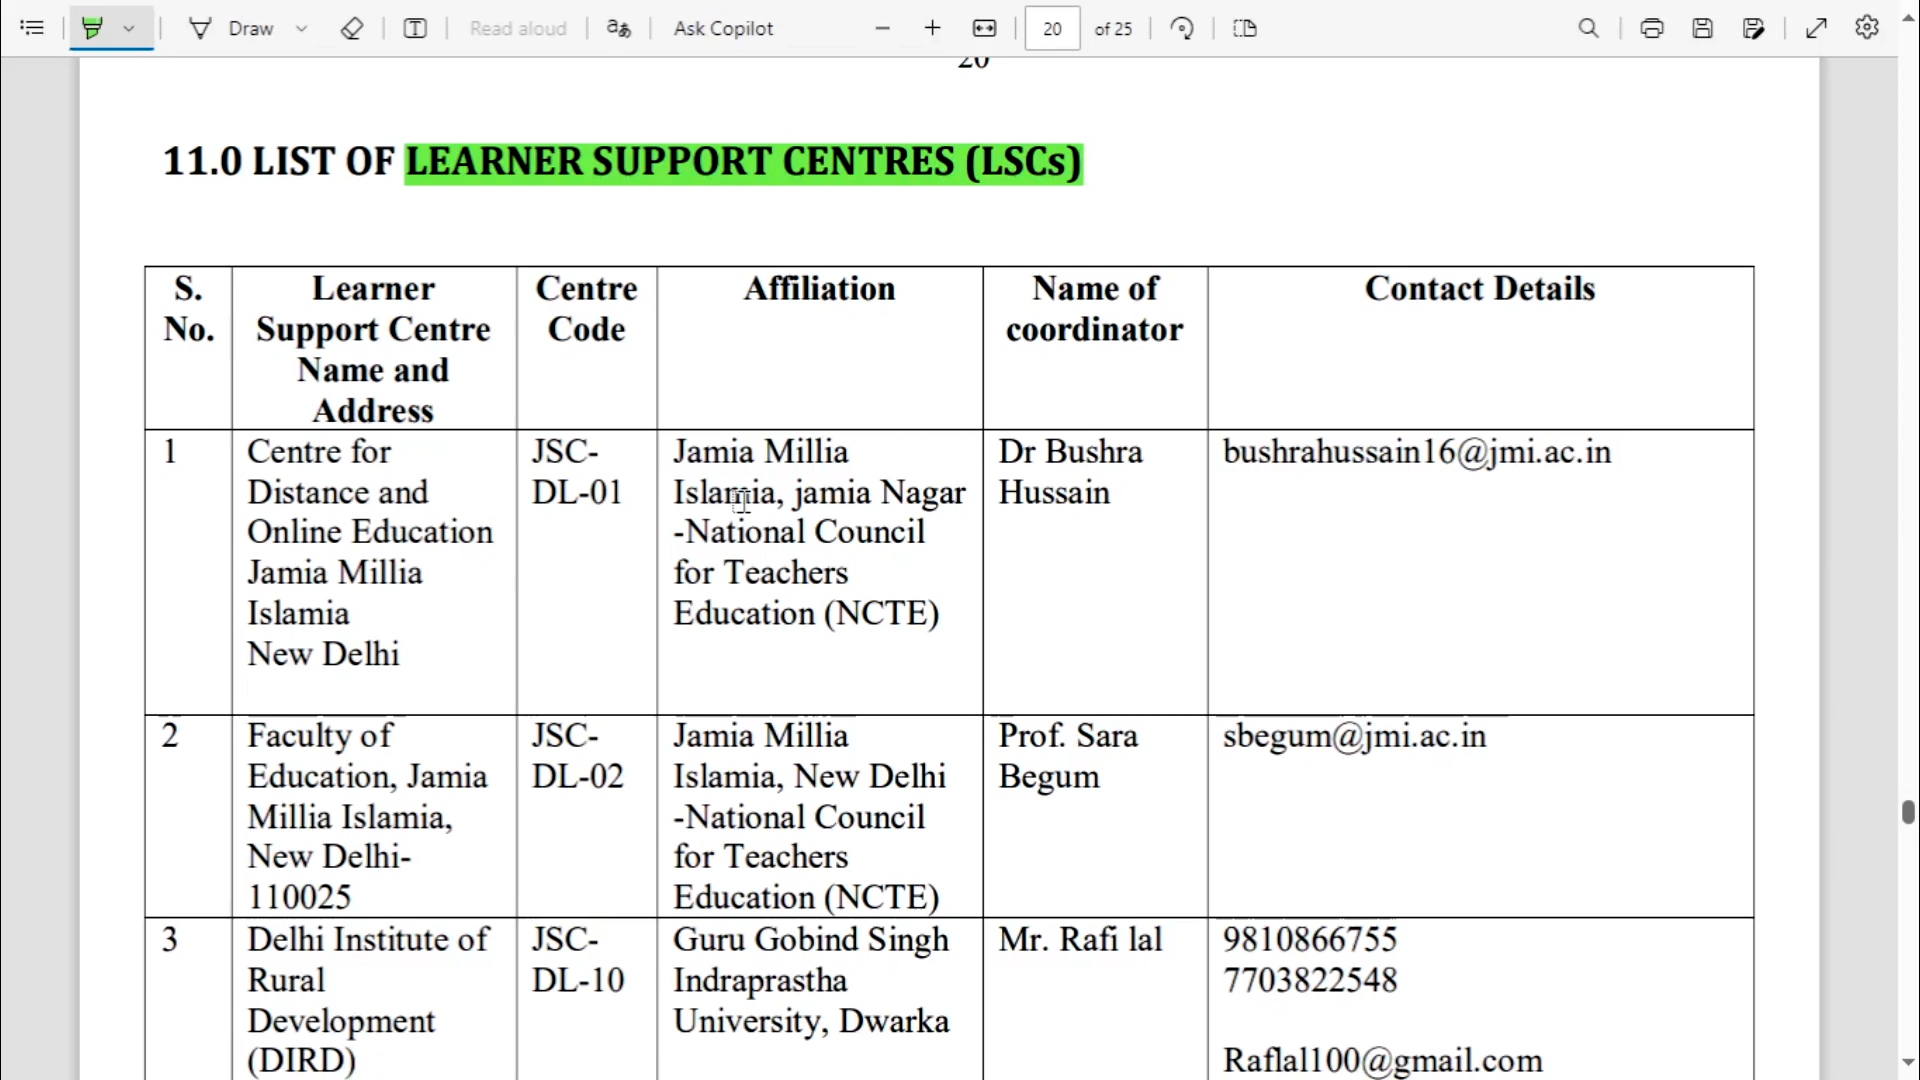 Draw
Read aloud
aあ
Ask Copilot
20
of 25
20
11.0 LIST OF LEARNER SUPPORT CENTRES (LSCs)
S. No.
Learner Support Centre Name and Address
Centre Code
Affiliation
Name of coordinator
Contact Details
1
Centre for
Distance and
Online Education
Jamia Millia
Islamia
New Delhi
JSC-
DL-01
Jamia Millia
Islamia, jamia Nagar
-National Council
for Teachers
Education (NCTE)
Dr Bushra
Hussain
bushrahussain16@jmi.ac.in
2
Faculty of
Education, Jamia
Millia Islamia,
New Delhi-
110025
JSC-
DL-02
Jamia Millia
Islamia, New Delhi
-National Council
for Teachers
Education (NCTE)
Prof. Sara
Begum
sbegum@jmi.ac.in
3
Delhi Institute of
Rural
Development
(DIRD)
JSC-
DL-10
Guru Gobind Singh
Indraprastha
University, Dwarka
Mr. Rafi lal
9810866755
7703822548
Raflal100@gmail.com